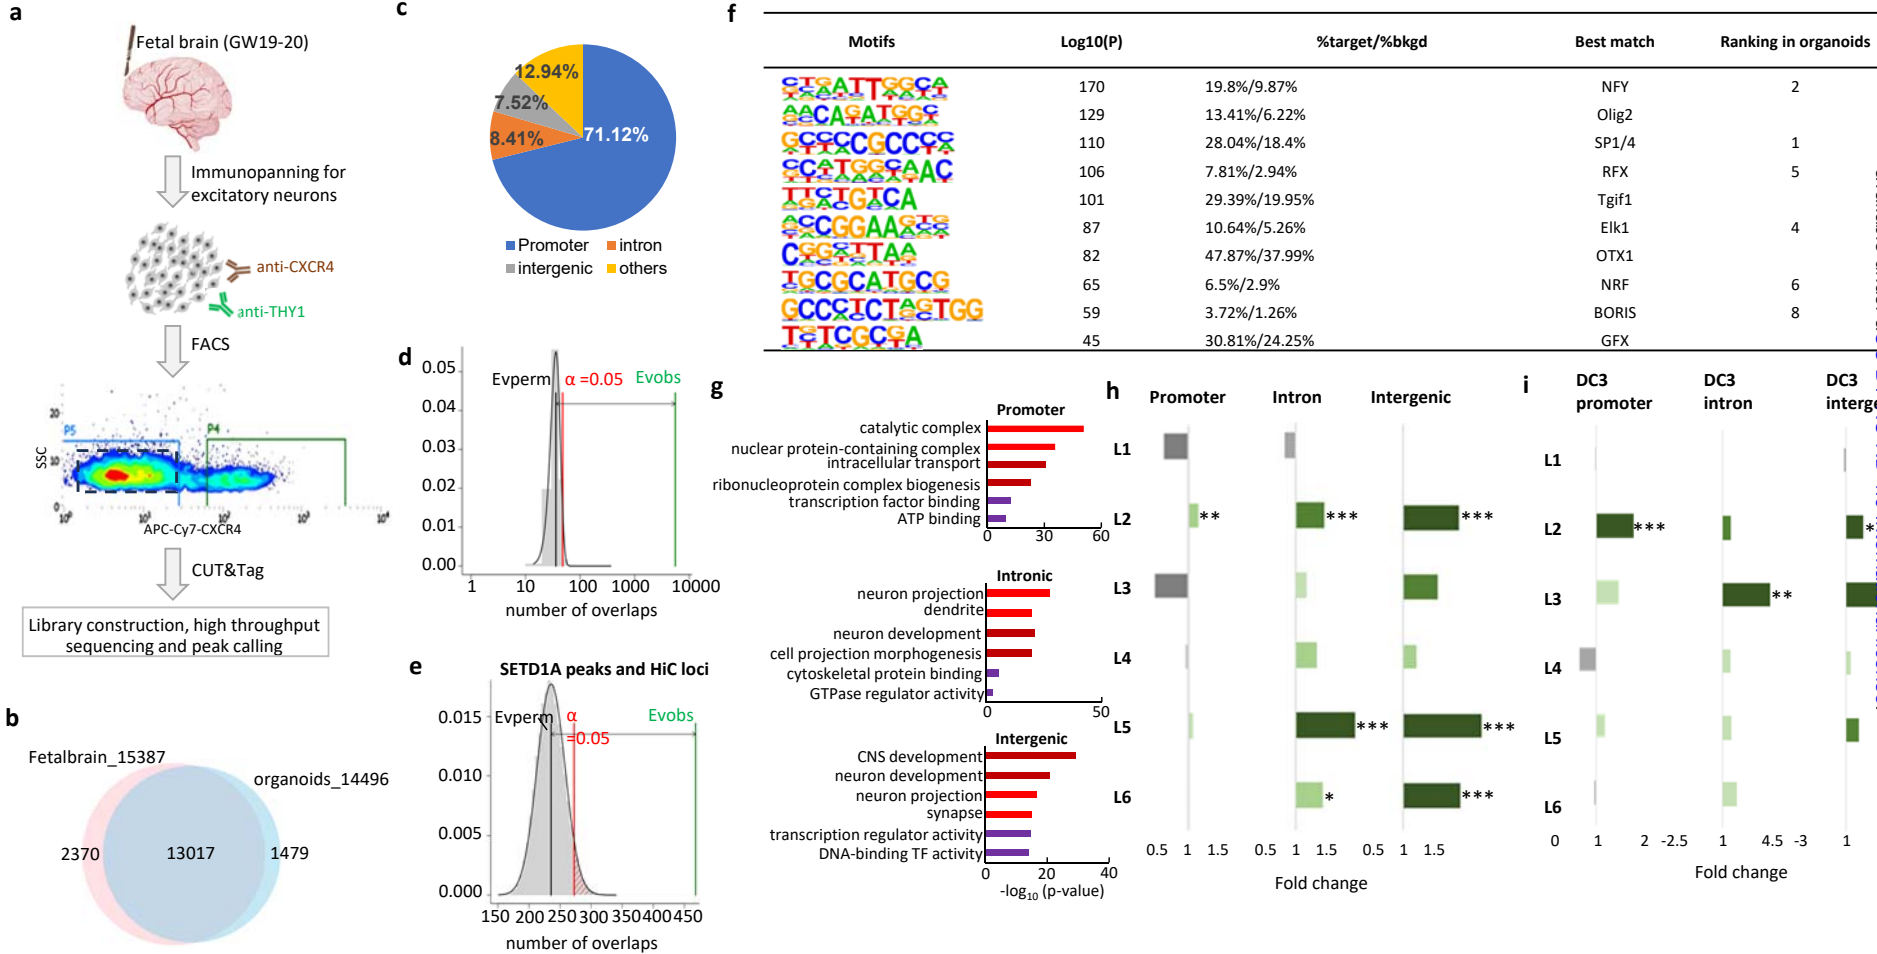 a
Fetal brain (GW19-20)
Immunopanning for
excitatory neurons
anti-CXCR4
anti-THY1
FACS
P5
P4
SSC
20
10
0
10⁰ 10¹ 10² 10³ 10⁴
APC-Cy7-CXCR4
CUT&Tag
Library construction, high throughput
sequencing and peak calling
b
Fetalbrain_15387
organoids_14496
2370
13017
1479
c
12.94%
7.52%
8.41%
71.12%
Promoter
intron
intergenic
others
d
0.05
0.04
0.03
0.02
0.01
0.00
Evperm
α =0.05
Evobs
1 10 100 1000 10000
number of overlaps
e
SETD1A peaks and HiC loci
0.015
0.010
0.005
0.000
Evperm
α
=0.05
Evobs
150 200 250 300 350 400 450
number of overlaps
f
Motifs Log10(P) %target/%bkgd Best match Ranking in organoids
170 19.8%/9.87% NFY 2
129 13.41%/6.22% Olig2
110 28.04%/18.4% SP1/4 1
106 7.81%/2.94% RFX 5
101 29.39%/19.95% Tgif1
87 10.64%/5.26% Elk1 4
82 47.87%/37.99% OTX1
65 6.5%/2.9% NRF 6
59 3.72%/1.26% BORIS 8
45 30.81%/24.25% GFX
g
Promoter
catalytic complex
nuclear protein-containing complex
intracellular transport
ribonucleoprotein complex biogenesis
transcription factor binding
ATP binding
0 30 60
Intronic
neuron projection
dendrite
neuron development
cell projection morphogenesis
cytoskeletal protein binding
GTPase regulator activity
0 50
Intergenic
CNS development
neuron development
neuron projection
synapse
transcription regulator activity
DNA-binding TF activity
0 20 40
-log₁₀ (p-value)
h
Promoter Intron Intergenic
L1
L2 ** *** ***
L3
L4
L5 *** ***
L6 * ***
0.5 1 1.5 0.5 1 1.5 0.5 1 1.5
Fold change
i
DC3
promoter
DC3
intron
DC3
L1
L2 *** *
L3 **
L4
L5
L6
0 1 2 -2.5 1 4.5 -3 1
Fold change